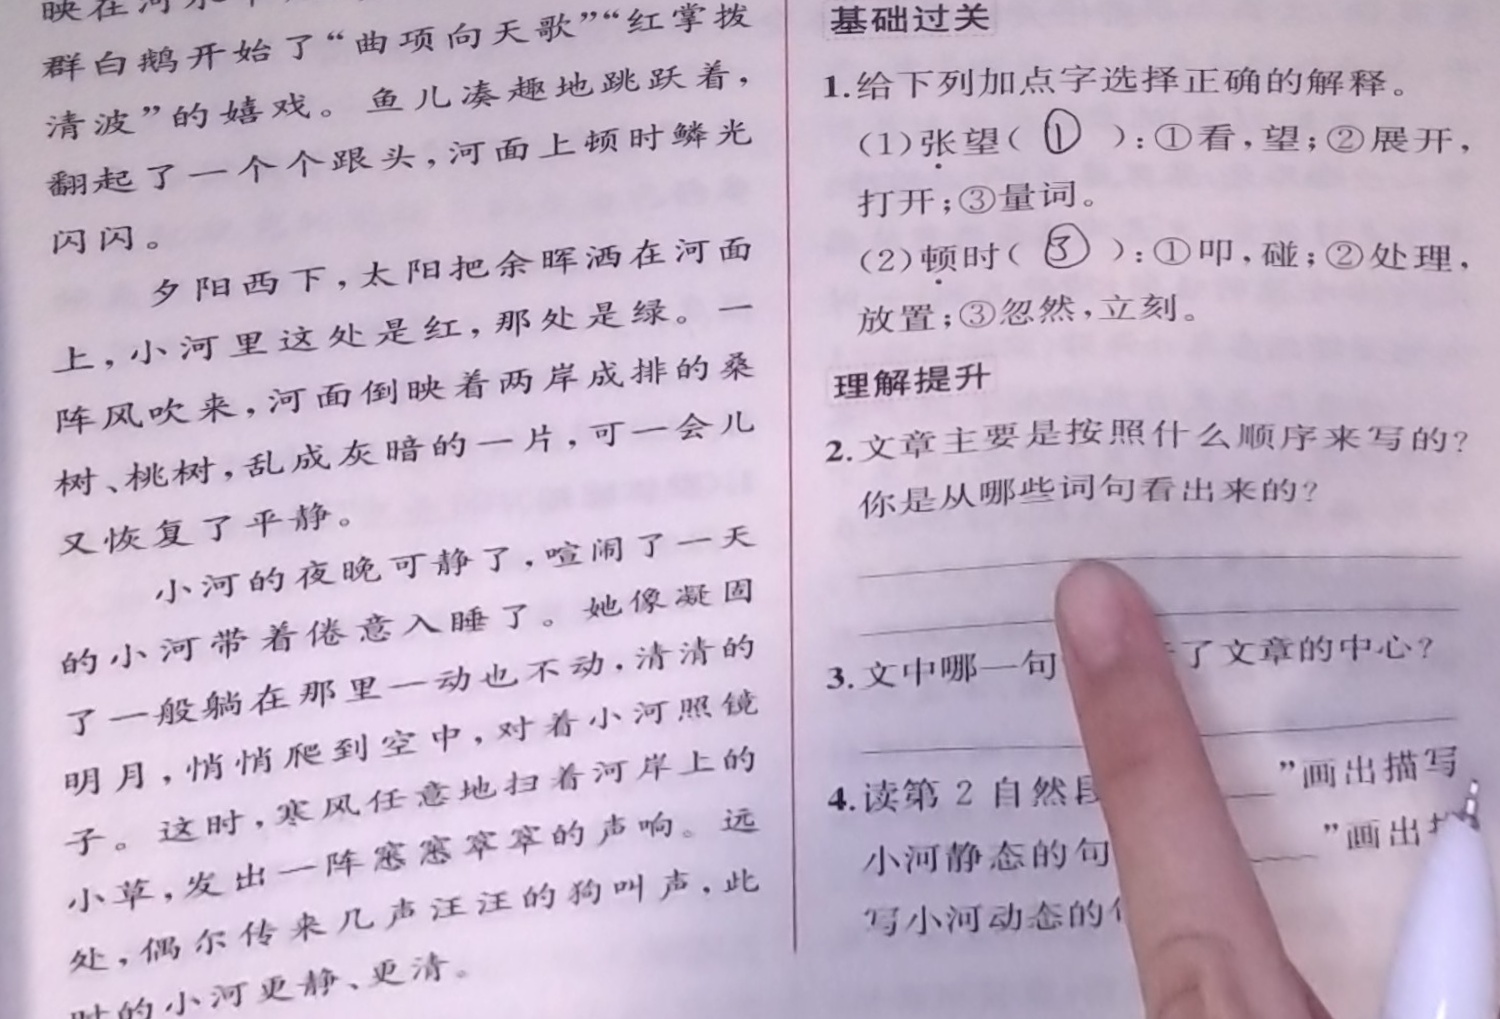 映在河水
群白鹅开始了“曲项向天歌”“红掌拨
清波”的嬉戏。鱼儿凑趣地跳跃着，
翻起了一个个跟头，河面上顿时鳞光
闪闪。
夕阳西下，太阳把余晖洒在河面
上，小河里这处是红，那处是绿。一
阵风吹来，河面倒映着两岸成排的桑
树、桃树，乱成灰暗的一片，可一会儿
又恢复了平静。
小河的夜晚可静了，喧闹了一天
的小河带着倦意入睡了。她像凝固
了一般躺在那里一动也不动，清清的
明月，悄悄爬到空中，对着小河照镜
子。这时，寒风任意地扫着河岸上的
小草，发出一阵窸窸窣窣的声响。远
处，偶尔传来几声汪汪的狗叫声，此
时的小河更静、更清。
基础过关
1.给下列加点字选择正确的解释。
(1)张望( ① ):①看，望；②展开，
打开；③量词。
(2)顿时( ③ ):①叩，碰；②处理，
放置；③忽然，立刻。
理解提升
2.文章主要是按照什么顺序来写的?
你是从哪些词句看出来的?
3.文中哪一句 了文章的中心?
4.读第2自然段 ”画出描写
小河静态的句 ”画出
写小河动态的